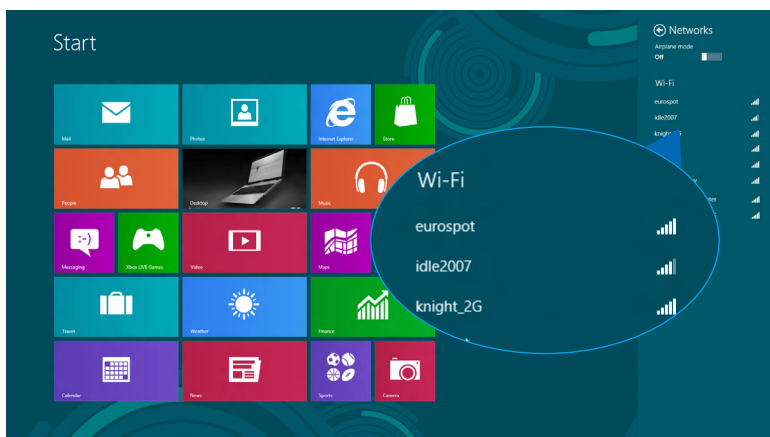 Start
Mail
Photos
Internet Explorer
Store
People
Desktop
Music
Messaging
Xbox LIVE Games
Video
Maps
Travel
Weather
Finance
Calendar
News
Sports
Camera
Networks
Airplane mode
Off
Wi-Fi
eurospot
idle2007
Wi-Fi
eurospot
idle2007
knight_2G